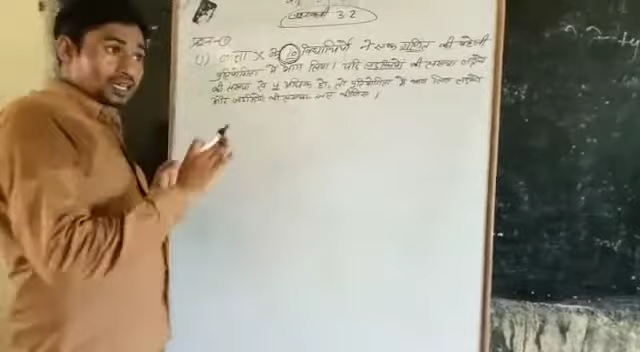 प्रश्नावली 3.2
प्रश्न-①
(i) कक्षा X के 10 विद्यार्थियों ने एक गणित की पहेली
प्रतियोगिता में भाग लिया। यदि लड़कियों की संख्या लड़कों
की संख्या से 4 अधिक हो, तो प्रतियोगिता में भाग लिए लड़कों
और लड़कियों की संख्या ज्ञात कीजिए।